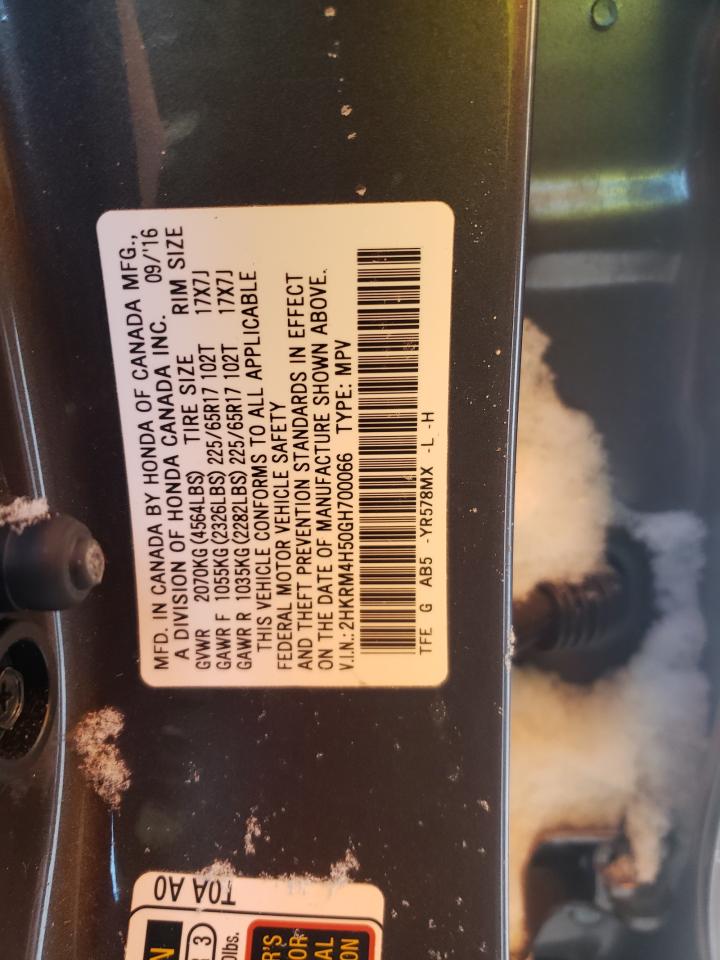 MFD. IN CANADA BY HONDA OF CANADA MFG.,
A DIVISION OF HONDA CANADA INC. 09/'16
TIRE SIZE RIM SIZE
GVWR 2070KG (4564LBS)
GAWR F 1055KG (2326LBS) 225/65R17 102T 17X7J
GAWR R 1035KG (2282LBS) 225/65R17 102T 17X7J
THIS VEHICLE CONFORMS TO ALL APPLICABLE
FEDERAL MOTOR VEHICLE SAFETY
AND THEFT PREVENTION STANDARDS IN EFFECT
ON THE DATE OF MANUFACTURE SHOWN ABOVE.
V.I.N.: 2HKRM4H50GH700066 TYPE: MPV
TFE G AB5 -YR578MX -L -H
T0A A0
3